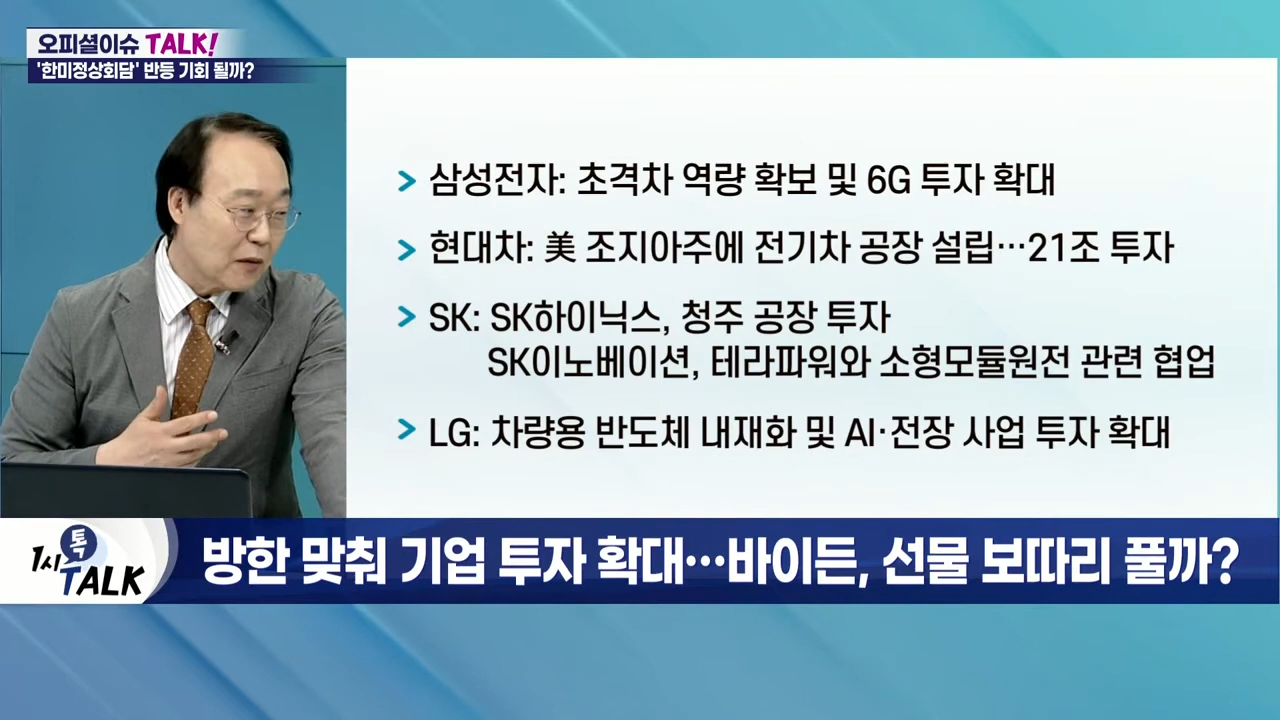 오피셜이슈 TALK!
'한미정상회담' 반등 기회 될까?
> 삼성전자: 초격차 역량 확보 및 6G 투자 확대
> 현대차: 美 조지아주에 전기차 공장 설립…21조 투자
> SK: SK하이닉스, 청주 공장 투자
SK이노베이션, 테라파워와 소형모듈원전 관련 협업
> LG: 차량용 반도체 내재화 및 AI·전장 사업 투자 확대
1시 톡 TALK
방한 맞춰 기업 투자 확대…바이든, 선물 보따리 풀까?